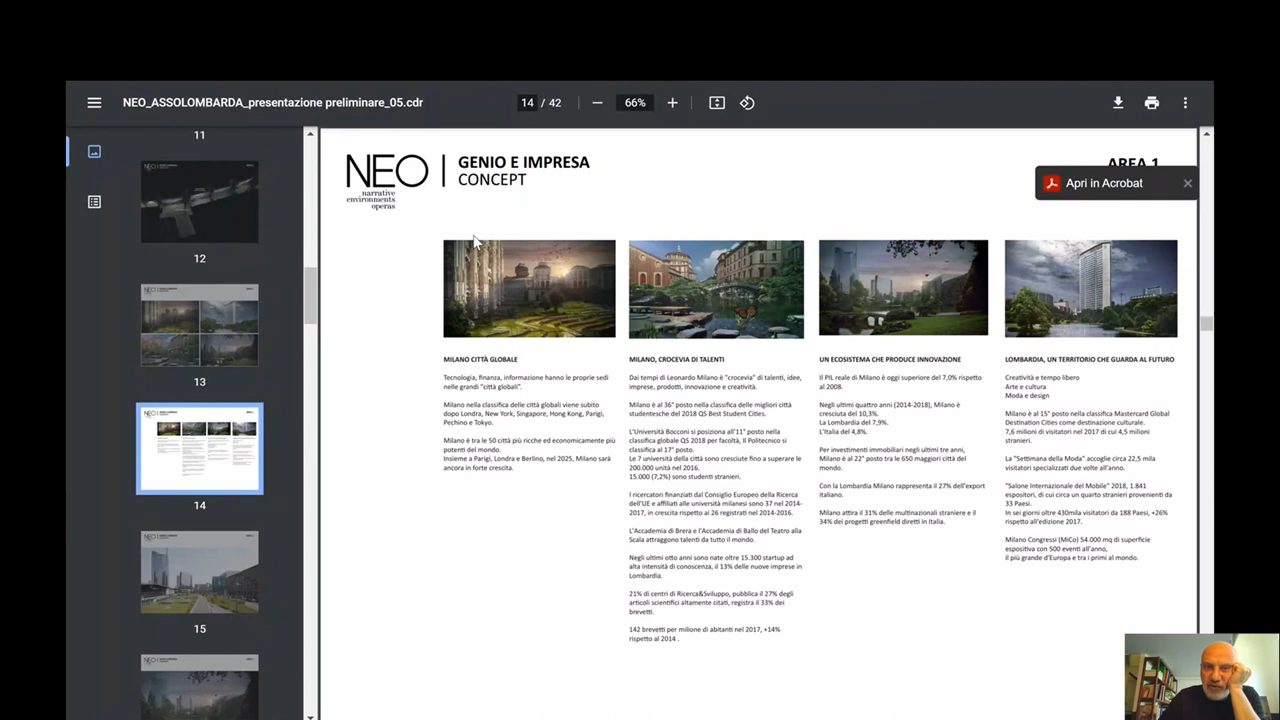 NEO_ASSOLOMBARDA_presentazione preliminare_05.cdr
14 / 42
66%
11
12
13
14
15
NEO
narrative
environments
operas
GENIO E IMPRESA
CONCEPT
AREA 1
Apri in Acrobat
MILANO CITTÀ GLOBALE
Tecnologia, finanza, informazione hanno le proprie sedi
nelle grandi "città globali".
Milano nella classifica delle città globali viene subito
dopo Londra, New York, Singapore, Hong Kong, Parigi,
Pechino e Tokyo.
Milano è tra le 50 città più ricche ed economicamente più
potenti del mondo.
Insieme a Parigi, Londra e Berlino, nel 2025, Milano sarà
ancora in forte crescita.
MILANO, CROCEVIA DI TALENTI
Dai tempi di Leonardo Milano è "crocevia" di talenti, idee,
imprese, prodotti, innovazione e creatività.
Milano è al 36° posto nella classifica delle migliori città
studentesche del 2018 QS Best Student Cities.
L'Università Bocconi si posiziona all'11° posto nella
classifica globale QS 2018 per facoltà, Il Politecnico si
classifica al 17° posto.
Le 7 università della città sono cresciute fino a superare le
200.000 unità nel 2016.
15.000 (7,2%) sono studenti stranieri.
I ricercatori finanziati dal Consiglio Europeo della Ricerca
dell'UE e affiliati alle università milanesi sono 37 nel 2014-
2017, in crescita rispetto ai 26 registrati nel 2014-2016.
L'Accademia di Brera e l'Accademia di Ballo del Teatro alla
Scala attraggono talenti da tutto il mondo.
Negli ultimi otto anni sono nate oltre 15.300 startup ad
alta intensità di conoscenza, il 13% delle nuove imprese in
Lombardia.
21% di centri di Ricerca&Sviluppo, pubblica il 27% degli
articoli scientifici altamente citati, registra il 33% dei
brevetti.
142 brevetti per milione di abitanti nel 2017, +14%
rispetto al 2014 .
UN ECOSISTEMA CHE PRODUCE INNOVAZIONE
Il PIL reale di Milano è oggi superiore del 7,0% rispetto
al 2008.
Negli ultimi quattro anni (2014-2018), Milano è
cresciuta del 10,3%.
La Lombardia del 7,9%.
L'Italia del 4,8%.
Per investimenti immobiliari negli ultimi tre anni,
Milano è al 22° posto tra le 650 maggiori città del
mondo.
Con la Lombardia Milano rappresenta il 27% dell'export
italiano.
Milano attira il 31% delle multinazionali straniere e il
34% dei progetti greenfield diretti in Italia.
LOMBARDIA, UN TERRITORIO CHE GUARDA AL FUTURO
Creatività e tempo libero
Arte e cultura
Moda e design
Milano è al 15° posto nella classifica Mastercard Global
Destination Cities come destinazione culturale.
7,6 milioni di visitatori nel 2017 di cui 4,5 milioni
stranieri.
La "Settimana della Moda" accoglie circa 22,5 mila
visitatori specializzati due volte all'anno.
"Salone Internazionale del Mobile" 2018, 1.841
espositori, di cui circa un quarto stranieri provenienti da
33 Paesi.
In sei giorni oltre 430mila visitatori da 188 Paesi, +26%
rispetto all'edizione 2017.
Milano Congressi (MiCo) 54.000 mq di superficie
espositiva con 500 eventi all'anno,
il più grande d'Europa e tra i primi al mondo.